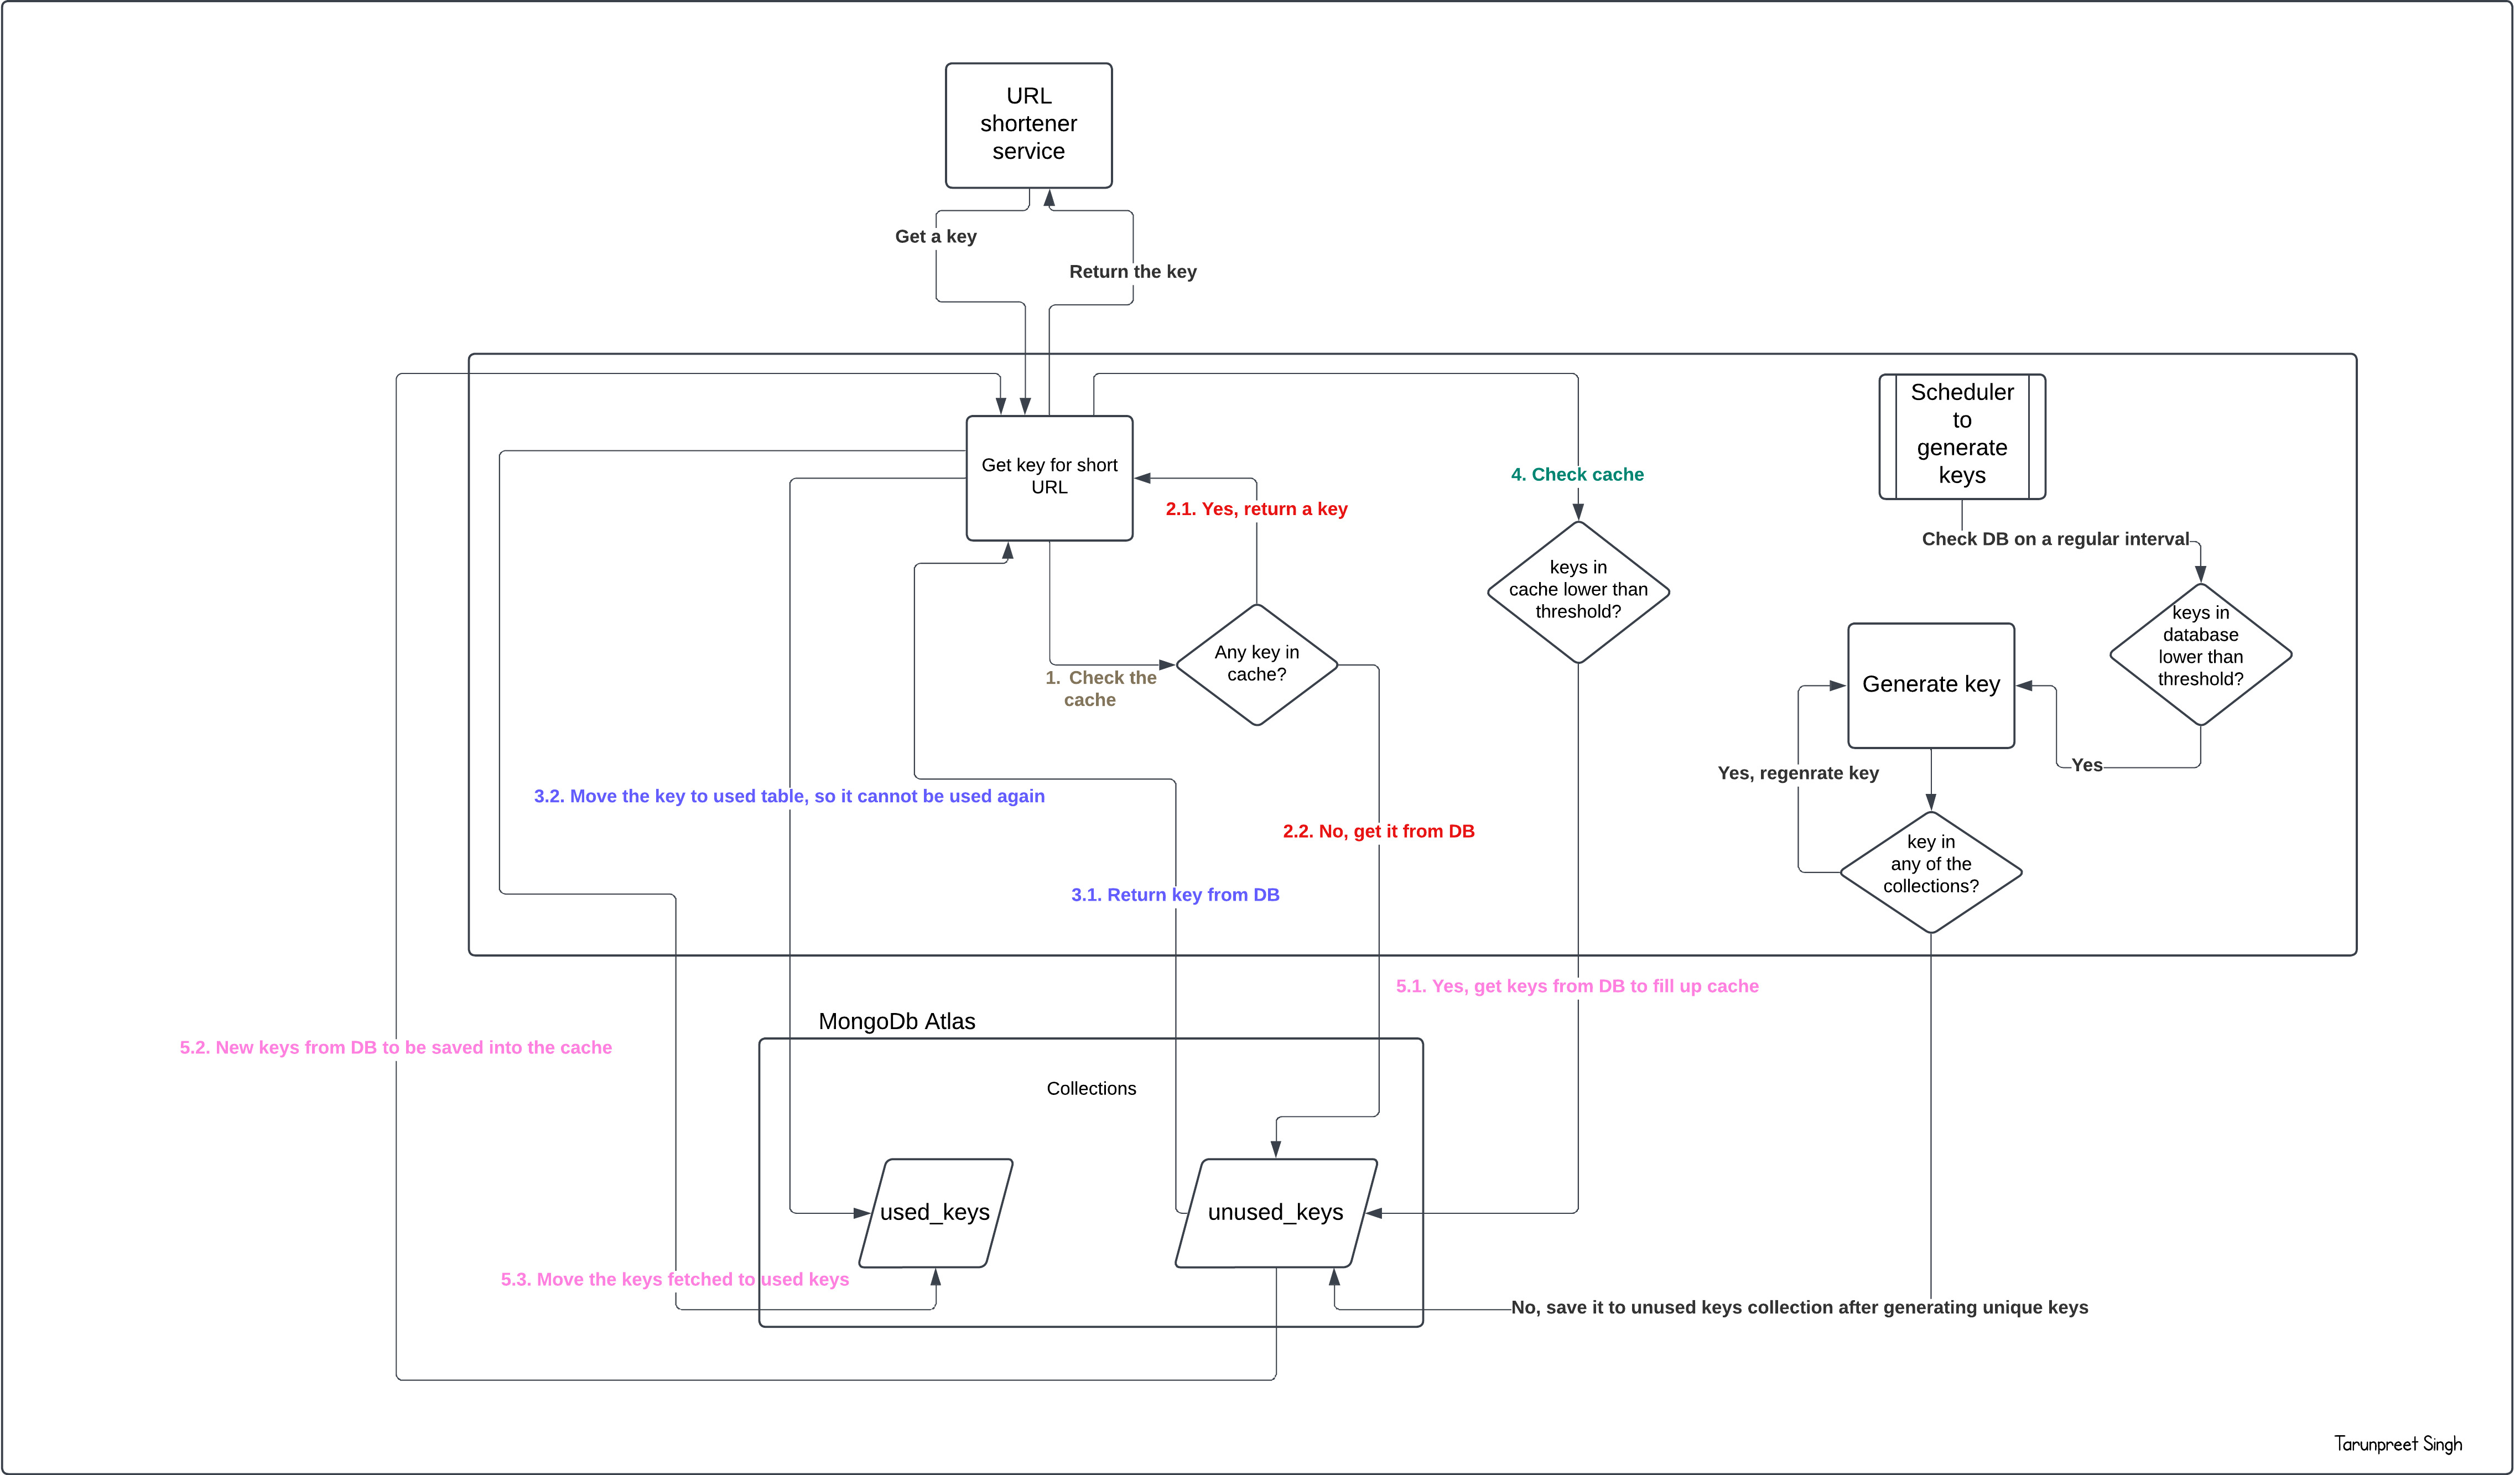 URL
shortener
service
Get a key
Return the key
Scheduler
to
generate
keys
Get key for short
URL
4. Check cache
2.1. Yes, return a key
Check DB on a regular interval
keys in
cache lower than
threshold?
keys in
database
lower than
threshold?
Any key in
cache?
1. Check the
cache
Generate key
Yes
Yes, regenrate key
3.2. Move the key to used table, so it cannot be used again
2.2. No, get it from DB
key in
any of the
collections?
3.1. Return key from DB
5.1. Yes, get keys from DB to fill up cache
MongoDb Atlas
5.2. New keys from DB to be saved into the cache
Collections
used_keys
unused_keys
5.3. Move the keys fetched to used keys
No, save it to unused keys collection after generating unique keys
Tarunpreet Singh